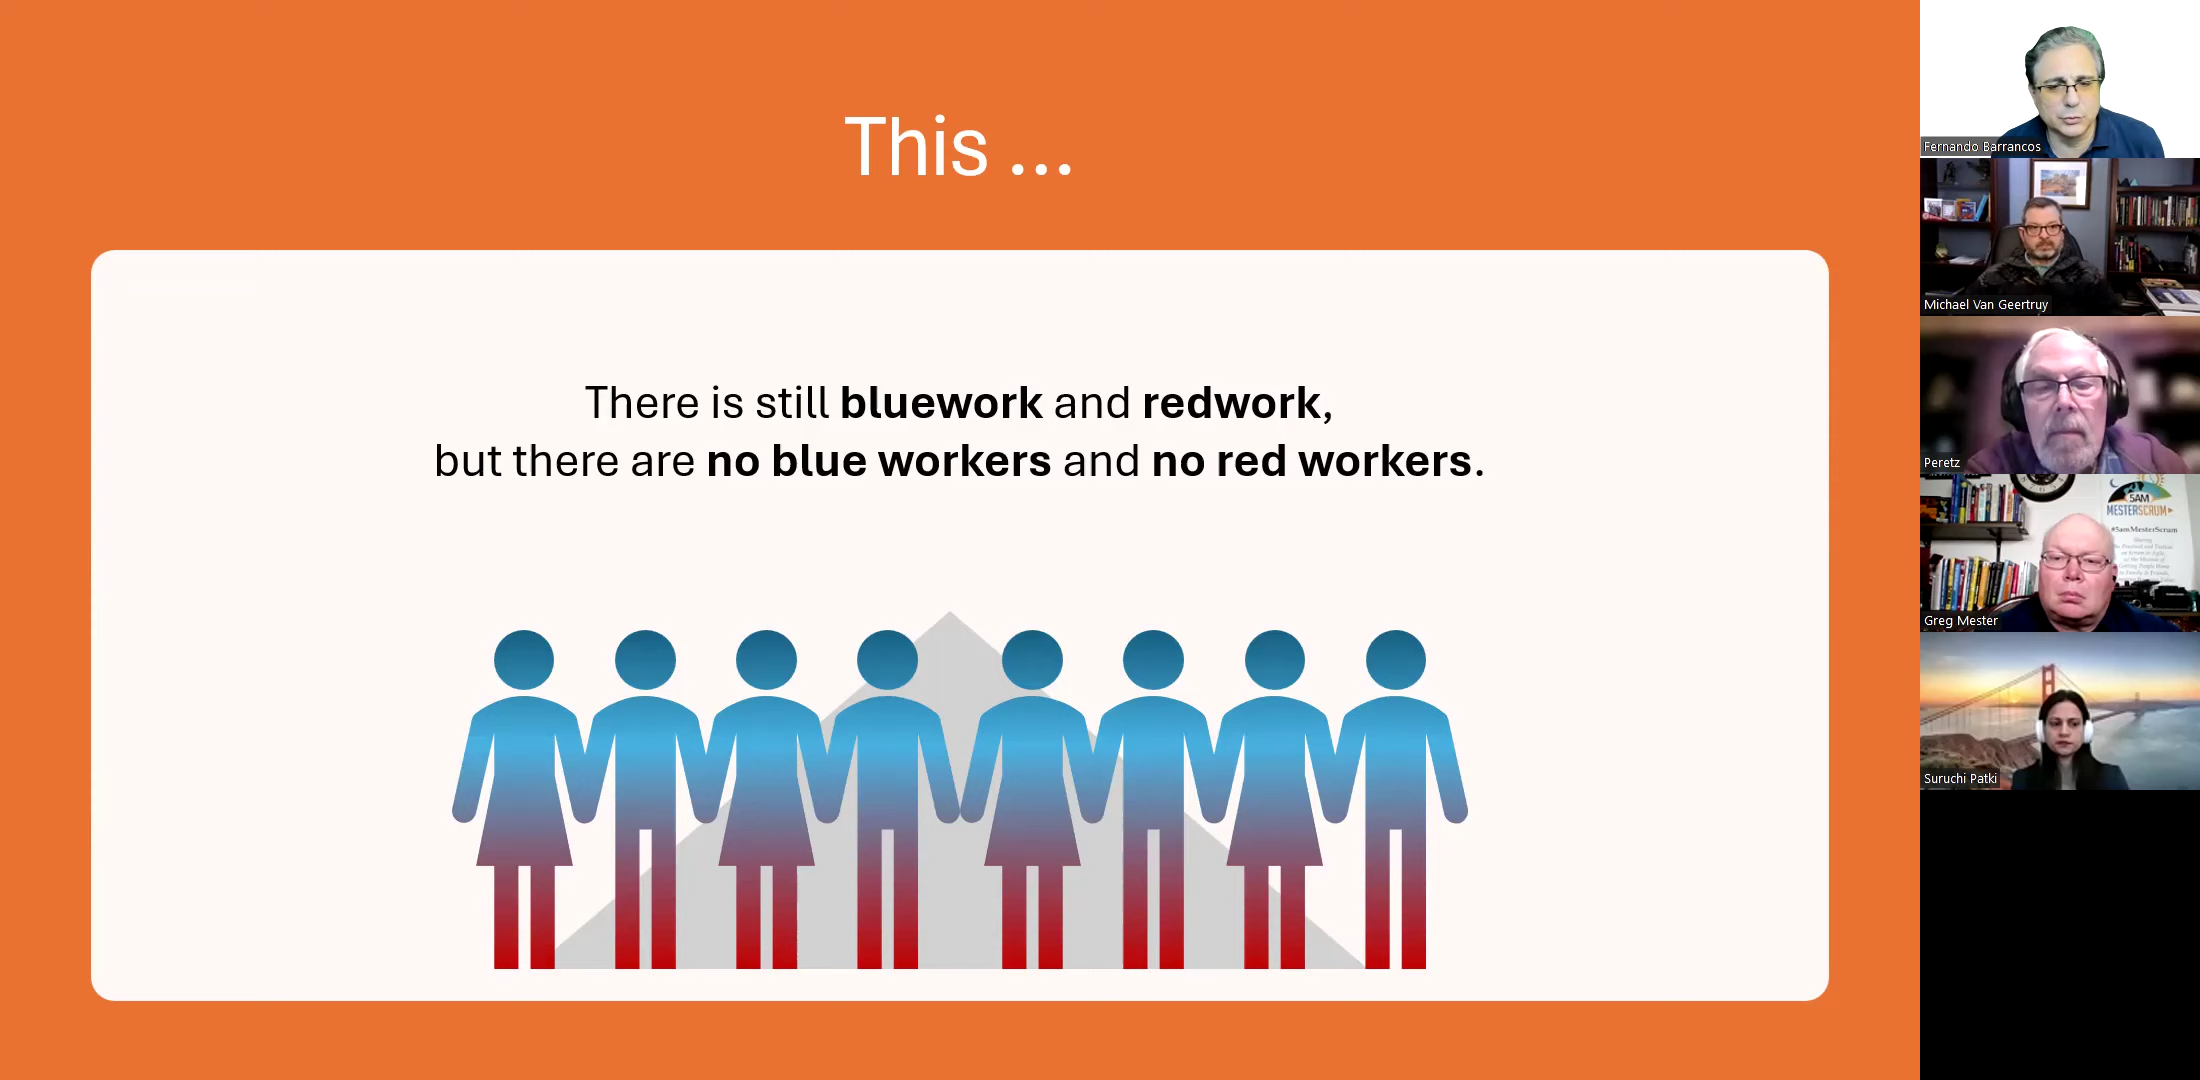 This ...
There is still bluework and redwork,
but there are no blue workers and no red workers.
Fernando Barrancos
Michael Van Geertruy
Peretz
5AM
MESTERSCRUM
#5amMesterScrum
Greg Mester
Suruchi Patki